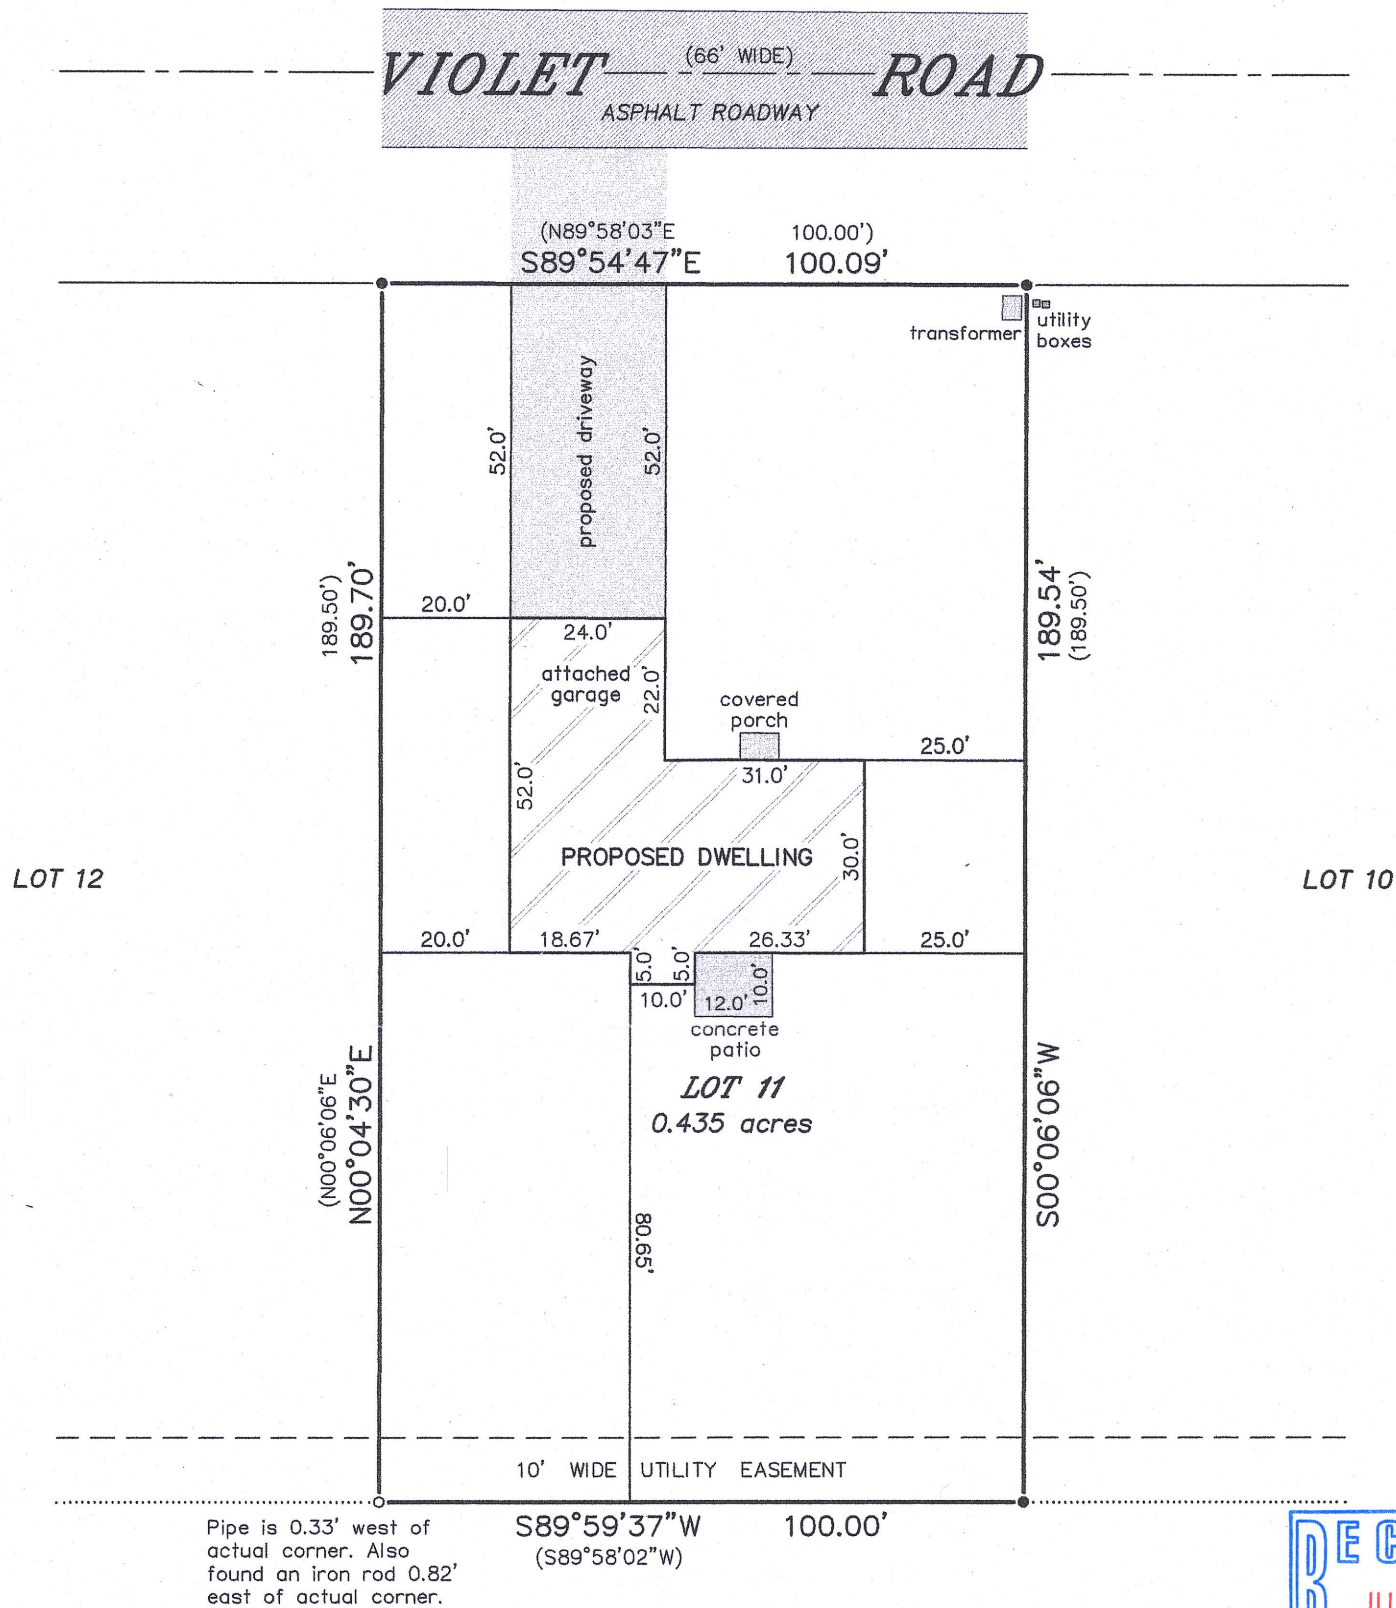 (66' WIDE)
VIOLET ROAD
ASPHALT ROADWAY
(N89°58'03"E 100.00')
S89°54'47"E 100.09'
transformer
utility
boxes
proposed driveway
52.0'
52.0'
189.50')
189.70'
189.54'
(189.50')
20.0'
24.0'
attached
garage
22.0'
covered
porch
25.0'
31.0'
52.0'
PROPOSED DWELLING
30.0'
LOT 12
LOT 10
20.0'
18.67'
26.33'
25.0'
5.0'
5.0'
10.0'
12.0'
10.0'
concrete
patio
LOT 11
0.435 acres
(N00°06'06"E
N00°04'30"E
S00°06'06"W
80.65'
10' WIDE UTILITY EASEMENT
S89°59'37"W 100.00'
(S89°58'02"W)
Pipe is 0.33' west of
actual corner. Also
found an iron rod 0.82'
east of actual corner.